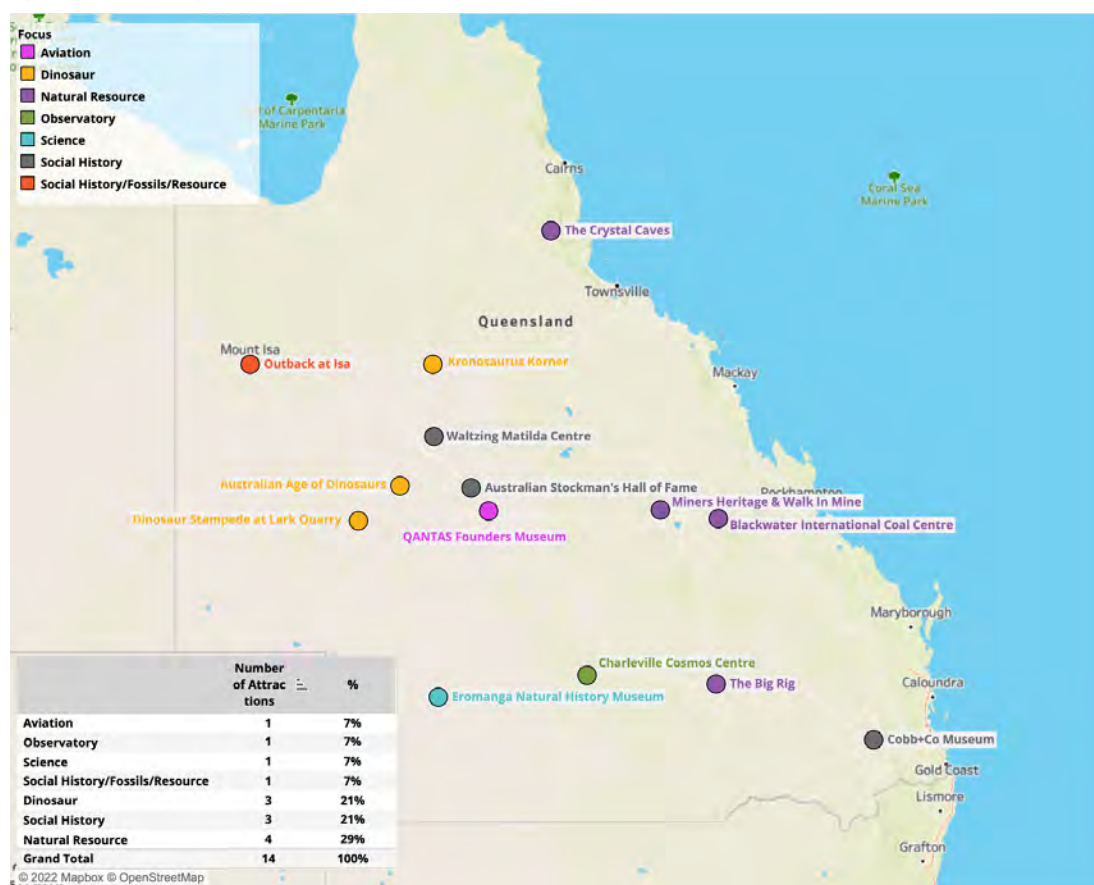 Focus
Aviation
Dinosaur
Natural Resource
Observatory
Science
Social History
Social History/Fossils/Resource
of Carpentaria
Marine Park
Cairns
Coral Sea
Marine Park
The Crystal Caves
Townsville
Queensland
Mount Isa
Outback at Isa
Kronosaurus Korner
Mackay
Waltzing Matilda Centre
Australian Age of Dinosaurs
Australian Stockman's Hall of Fame
Rockhampton
Miners Heritage & Walk In Mine
Dinosaur Stampede at Lark Quarry
Blackwater International Coal Centre
QANTAS Founders Museum
Maryborough
Charleville Cosmos Centre
The Big Rig
Caloundra
Eromanga Natural History Museum
Cobb+Co Museum
Gold Coast
Lismore
Grafton
Number
of Attrac %
tions
Aviation 1 7%
Observatory 1 7%
Science 1 7%
Social History/Fossils/Resource 1 7%
Dinosaur 3 21%
Social History 3 21%
Natural Resource 4 29%
Grand Total 14 100%
© 2022 Mapbox © OpenStreetMap